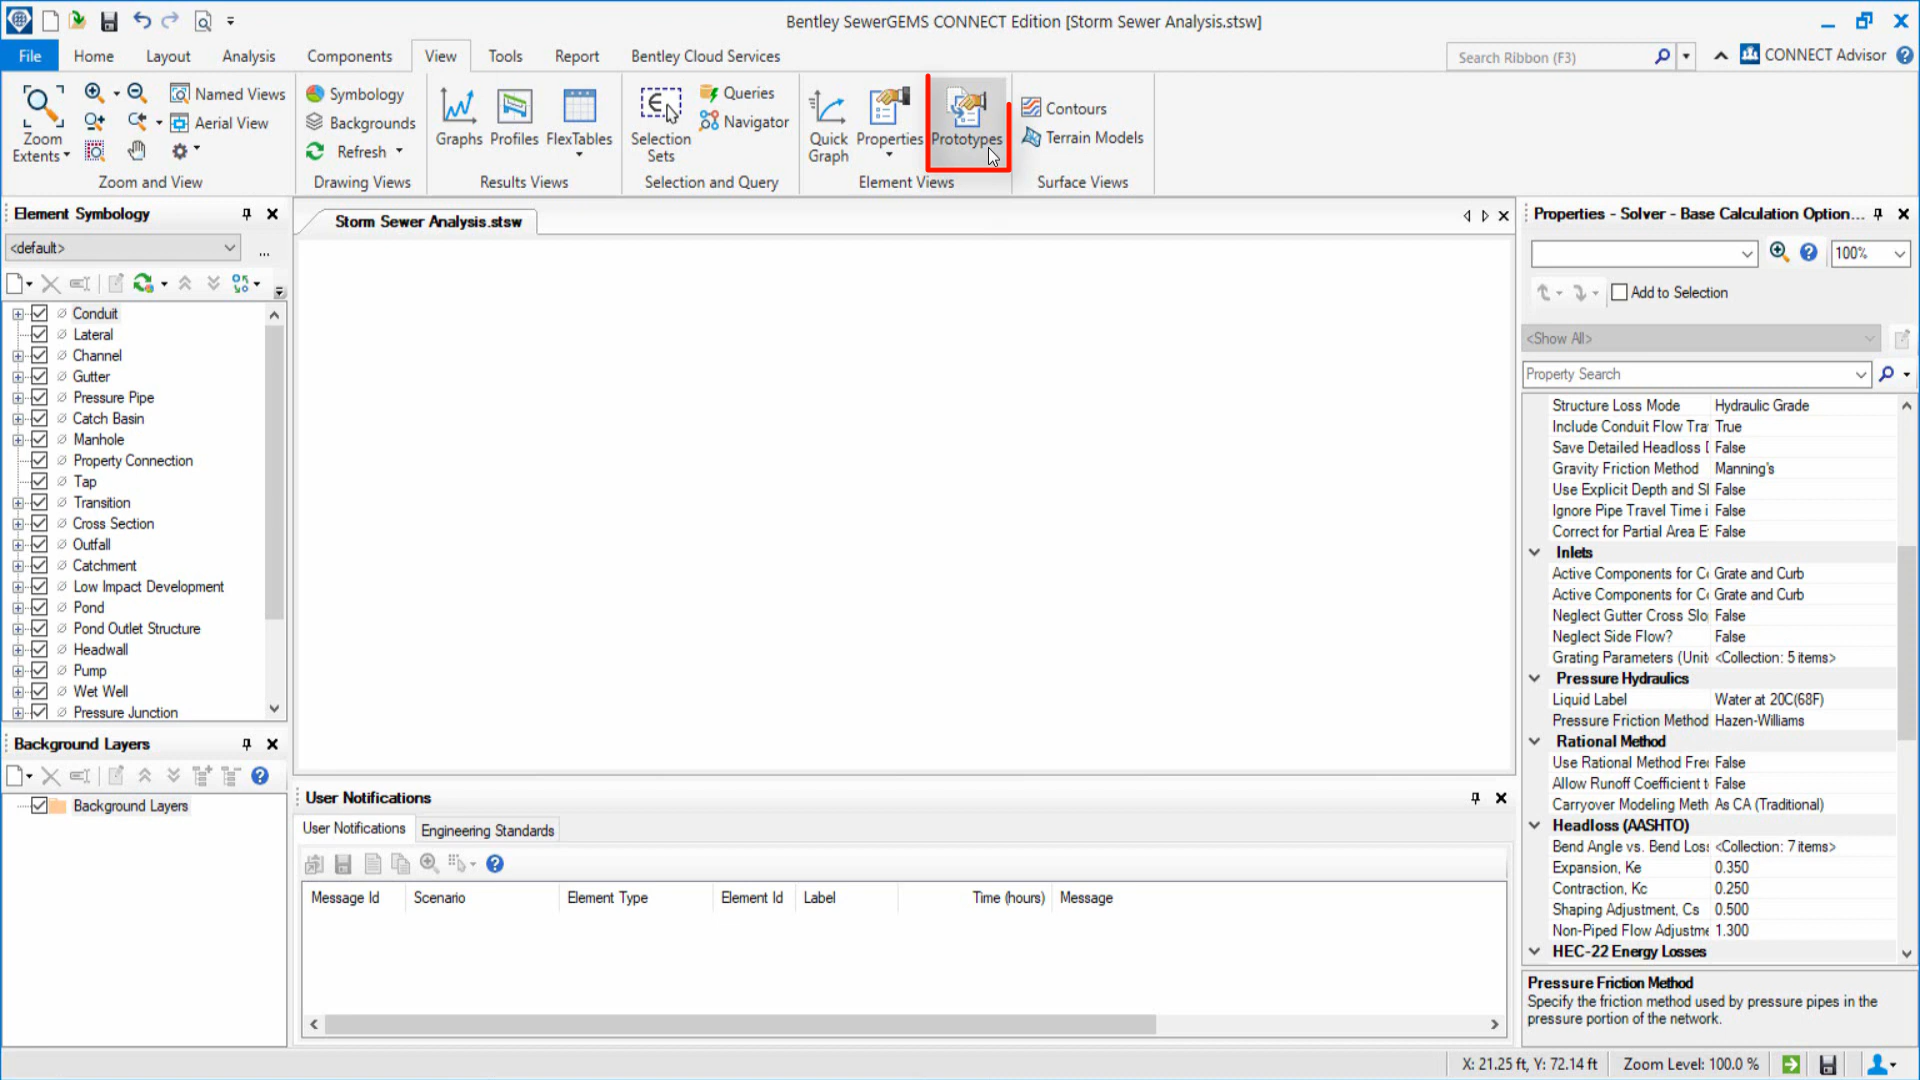 Bentley SewerGEMS CONNECT Edition [Storm Sewer Analysis.stsw]
File Home Layout Analysis Components View Tools Report Bentley Cloud Services Search Ribbon (F3) CONNECT Advisor
Zoom Extents
Named Views
Aerial View
Zoom and View
Symbology
Backgrounds
Refresh
Drawing Views
Graphs Profiles FlexTables
Results Views
Selection Sets
Queries
Navigator
Selection and Query
Quick Graph
Properties
Prototypes
Element Views
Contours
Terrain Models
Surface Views
Element Symbology
<default>
...
Conduit
Lateral
Channel
Gutter
Pressure Pipe
Catch Basin
Manhole
Property Connection
Tap
Transition
Cross Section
Outfall
Catchment
Low Impact Development
Pond
Pond Outlet Structure
Headwall
Pump
Wet Well
Pressure Junction
Background Layers
Background Layers
Storm Sewer Analysis.stsw
User Notifications
User Notifications Engineering Standards
Message Id Scenario Element Type Element Id Label Time (hours) Message
Properties - Solver - Base Calculation Option...
100%
Add to Selection
<Show All>
Property Search
Structure Loss Mode Hydraulic Grade
Include Conduit Flow Tra True
Save Detailed Headloss D False
Gravity Friction Method Manning's
Use Explicit Depth and Sl False
Ignore Pipe Travel Time i False
Correct for Partial Area E False
Inlets
Active Components for Co Grate and Curb
Active Components for Co Grate and Curb
Neglect Gutter Cross Slo False
Neglect Side Flow? False
Grating Parameters (Unit <Collection: 5 items>
Pressure Hydraulics
Liquid Label Water at 20C(68F)
Pressure Friction Method Hazen-Williams
Rational Method
Use Rational Method Fre False
Allow Runoff Coefficient t False
Carryover Modeling Meth As CA (Traditional)
Headloss (AASHTO)
Bend Angle vs. Bend Loss <Collection: 7 items>
Expansion, Ke 0.350
Contraction, Kc 0.250
Shaping Adjustment, Cs 0.500
Non-Piped Flow Adjustme 1.300
HEC-22 Energy Losses
Pressure Friction Method
Specify the friction method used by pressure pipes in the
pressure portion of the network.
X: 21.25 ft, Y: 72.14 ft Zoom Level: 100.0 %